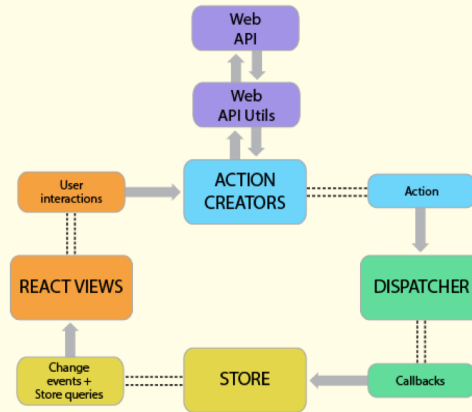 Web
API
Web
API Utils
User
interactions
ACTION
CREATORS
Action
REACT VIEWS
DISPATCHER
Change
events +
Store queries
STORE
Callbacks